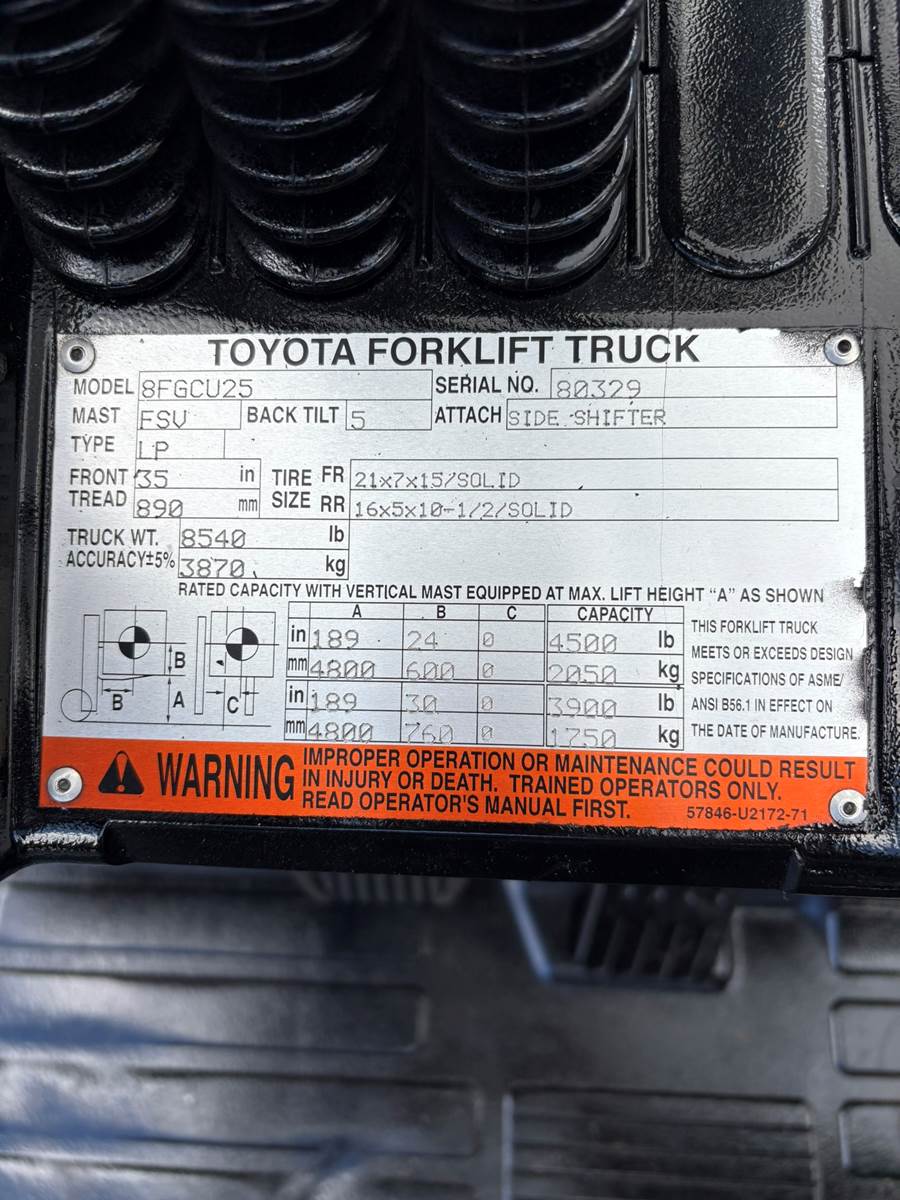 TOYOTA FORKLIFT TRUCK
MODEL 8FGCU25 SERIAL NO. 80329
MAST FSV BACK TILT 5 ATTACH SIDE SHIFTER
TYPE LP
FRONT TREAD 35 in TIRE SIZE FR 21x7x15/SOLID
890 mm RR 16x5x10-1/2/SOLID
TRUCK WT. 8540 lb
ACCURACY±5% 3870 kg
RATED CAPACITY WITH VERTICAL MAST EQUIPPED AT MAX. LIFT HEIGHT “A” AS SHOWN
A B C CAPACITY
in 189 24 0 4500 lb
mm 4800 600 0 2050 kg
in 189 30 0 3900 lb
mm 4800 760 0 1750 kg
B
B A C
THIS FORKLIFT TRUCK
MEETS OR EXCEEDS DESIGN
SPECIFICATIONS OF ASME/
ANSI B56.1 IN EFFECT ON
THE DATE OF MANUFACTURE.
WARNING
IMPROPER OPERATION OR MAINTENANCE COULD RESULT
IN INJURY OR DEATH. TRAINED OPERATORS ONLY.
READ OPERATOR'S MANUAL FIRST. 57846-U2172-71